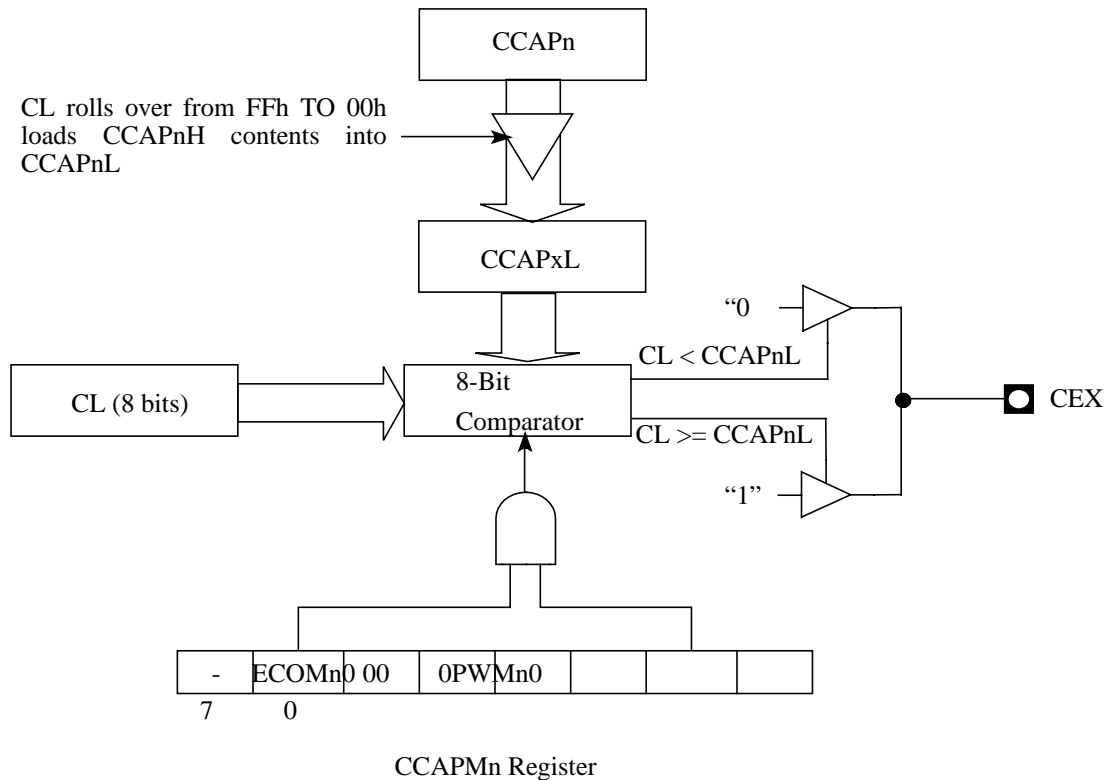 CCAPn
CL rolls over from FFh TO 00h
loads CCAPnH contents into
CCAPnL
CCAPxL
“0
CL < CCAPnL
8-Bit
Comparator
CL (8 bits)
CEX
CL >= CCAPnL
“1”
- ECOMn0 00 0PWMn0
7 0
CCAPMn Register